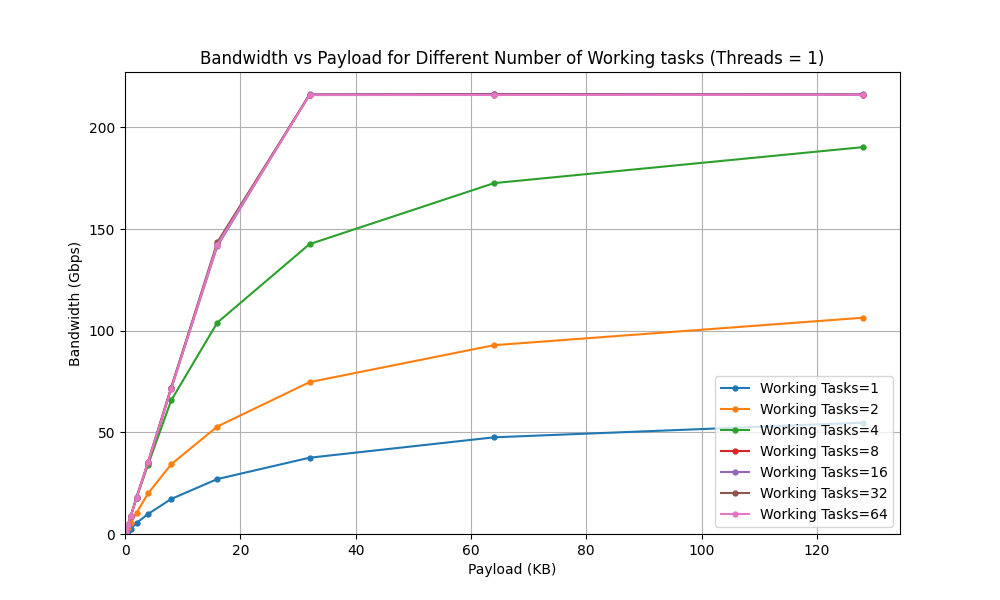 Bandwidth vs Payload for Different Number of Working tasks (Threads = 1)
200
150
100
50
0
Bandwidth (Gbps)
Working Tasks=1
Working Tasks=2
Working Tasks=4
Working Tasks=8
Working Tasks=16
Working Tasks=32
Working Tasks=64
0 20 40 60 80 100 120
Payload (KB)